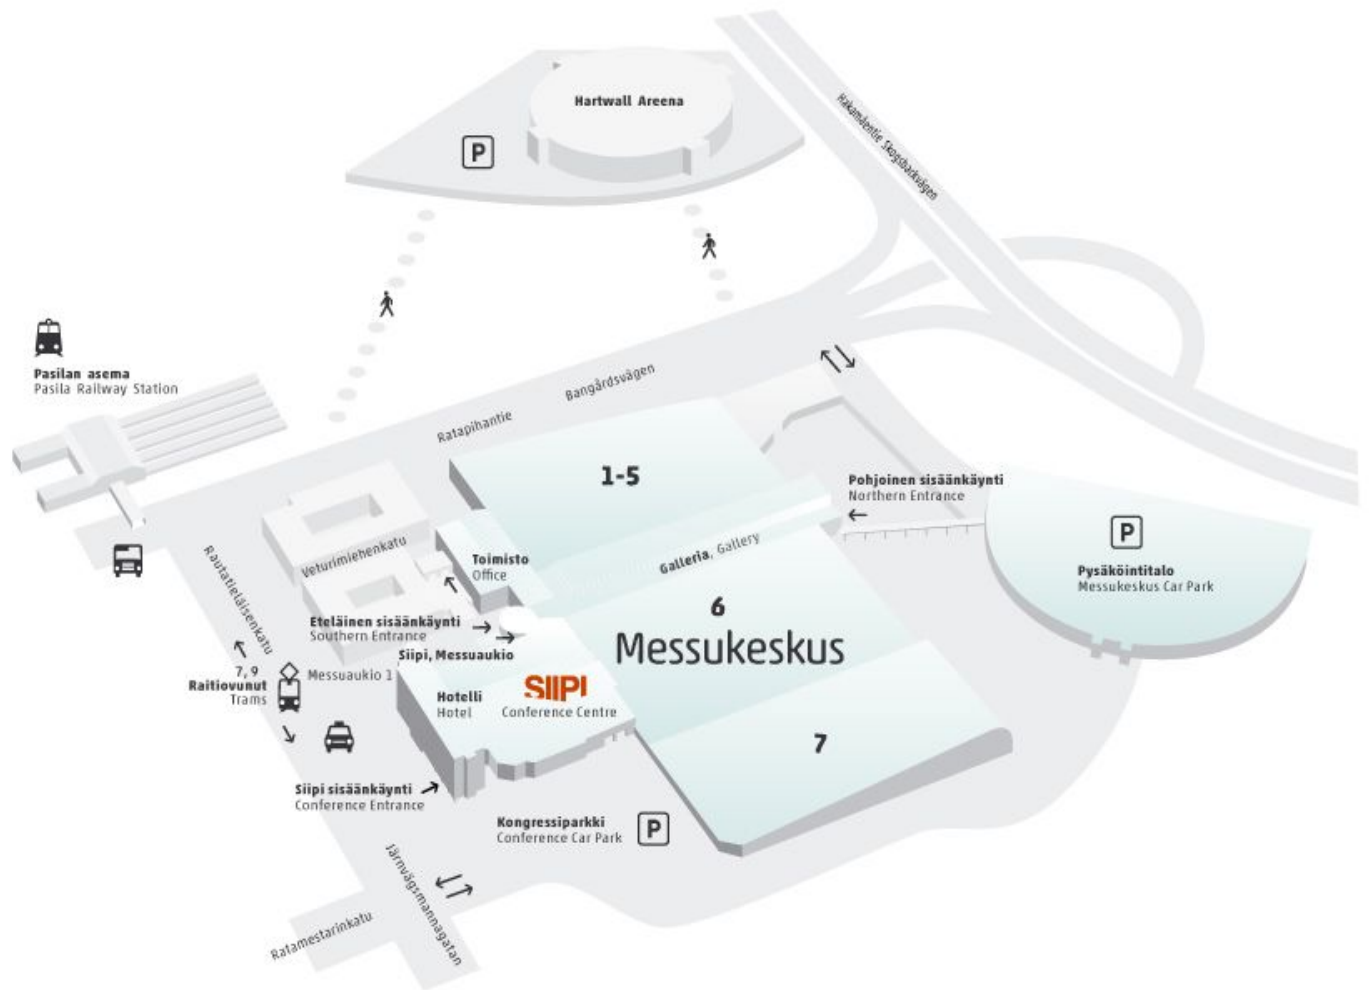 Hartwall Areena
P
Hakamäentie Skogsbackvägen
Pasilan asema
Pasila Railway Station
Ratapihantie
Bangårdsvägen
1-5
Pohjoinen sisäänkäynti
Northern Entrance
P
Pysäköintitalo
Messukeskus Car Park
Galleria, Gallery
Veturimiehenkatu
Toimisto
Office
Rautatieläisenkatu
Eteläinen sisäänkäynti
Southern Entrance
6
Messukeskus
Siipi, Messuaukio
7, 9
Raitiovunut
Trams
Messuaukio 1
Hotelli
Hotel
SIIPI
Conference Centre
7
Siipi sisäänkäynti
Conference Entrance
Kongressiparkki
Conference Car Park
P
Järnvägsmannagatan
Ratamestarinkatu